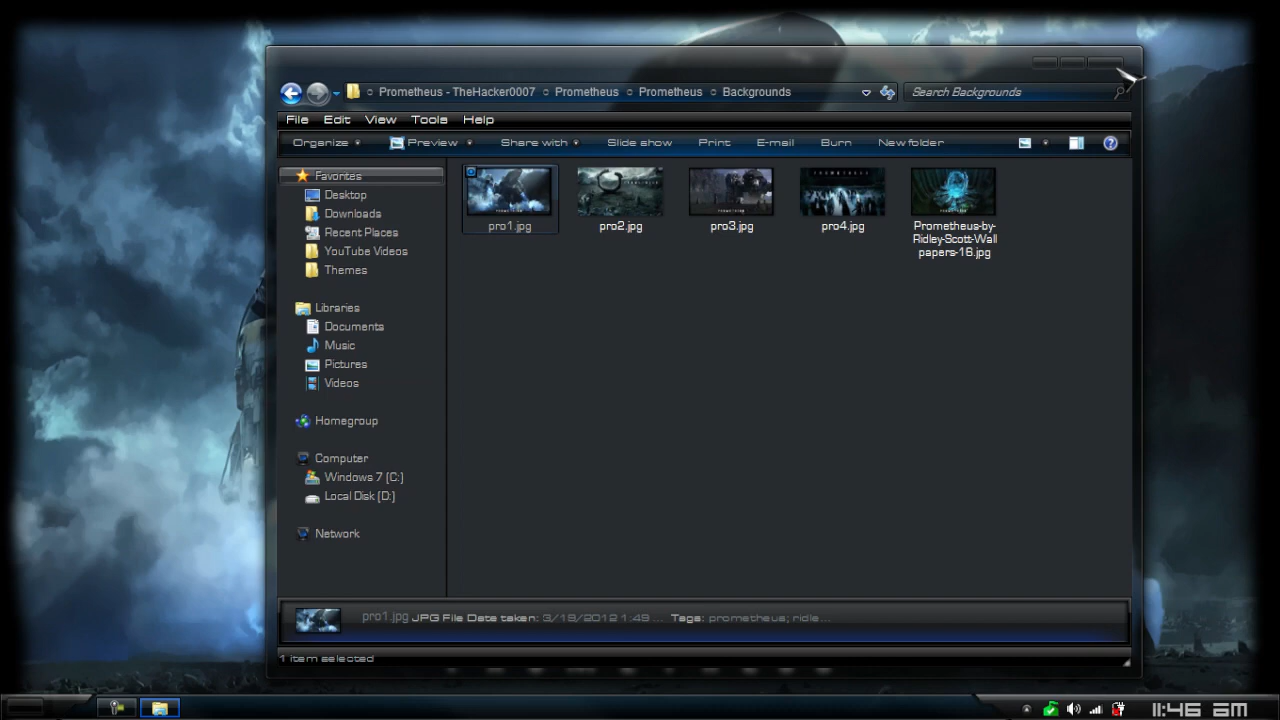 Prometheus - TheHacker0007 Prometheus Prometheus Backgrounds
Search Backgrounds
File Edit View Tools Help
Organize Preview Share with Slide show Print E-mail Burn New folder
Favorites
Desktop
Downloads
Recent Places
YouTube Videos
Themes
Libraries
Documents
Music
Pictures
Videos
Homegroup
Computer
Windows 7 (C:)
Local Disk (D:)
Network
pro1.jpg
pro2.jpg
pro3.jpg
pro4.jpg
Prometheus-by-
Ridley-Scott-Wall
papers-16.jpg
pro1.jpg JPG File Date taken: 3/19/2012 1:49 ... Tags: prometheus; ridle...
1 item selected
11:46 am